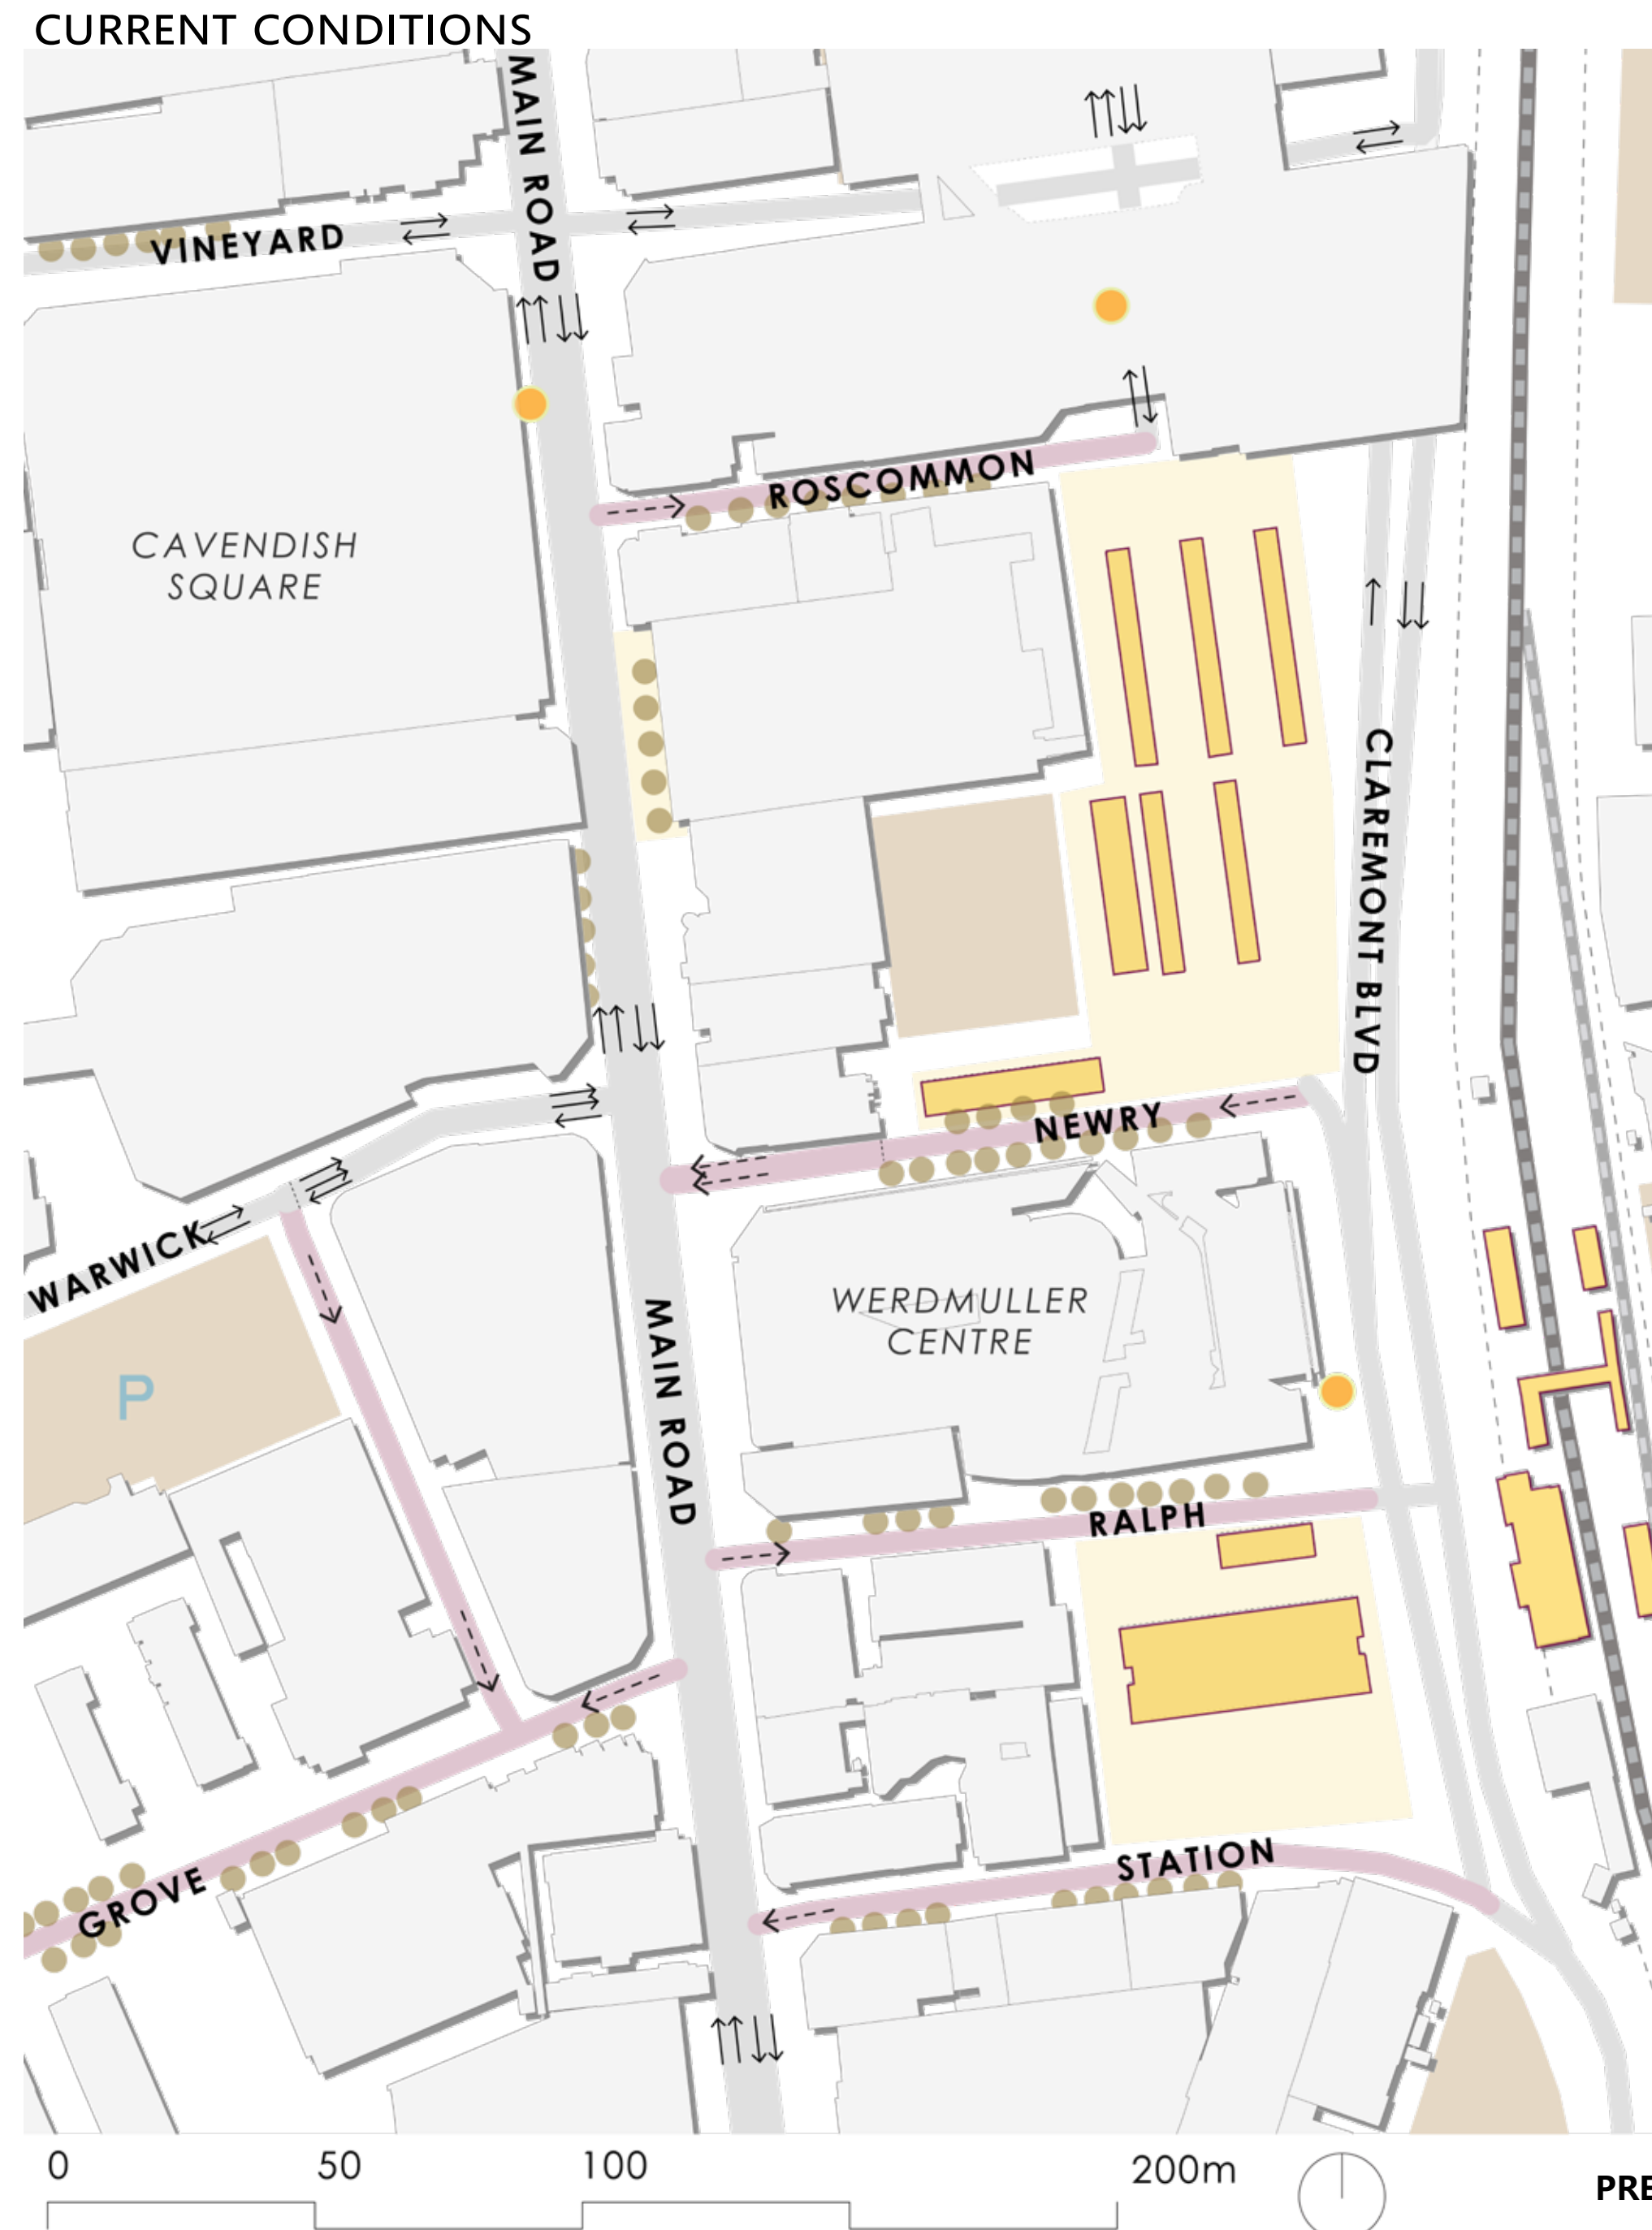 CURRENT CONDITIONS
MAIN ROAD
VINEYARD
ROSCOMMON
CAVENDISH
SQUARE
CLAREMONT BLVD
NEWRY
WARWICK
WERDMULLER
CENTRE
P
MAIN ROAD
RALPH
STATION
GROVE
0 50 100 200m
PRE